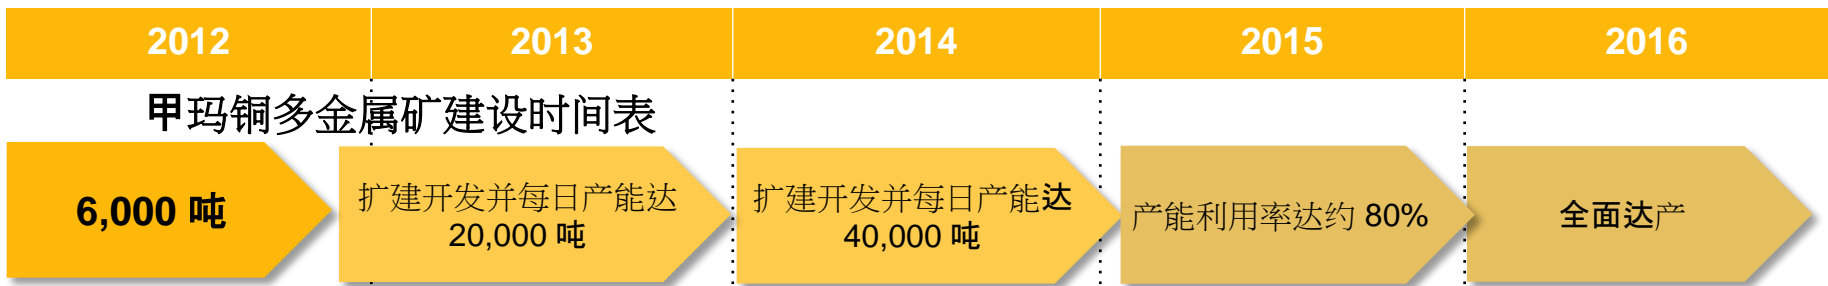 2012 2013 2014 2015 2016
甲玛铜多金属矿建设时间表
6,000 吨
扩建开发并每日产能达
20,000 吨
扩建开发并每日产能达
40,000 吨
产能利用率达约 80%
全面达产